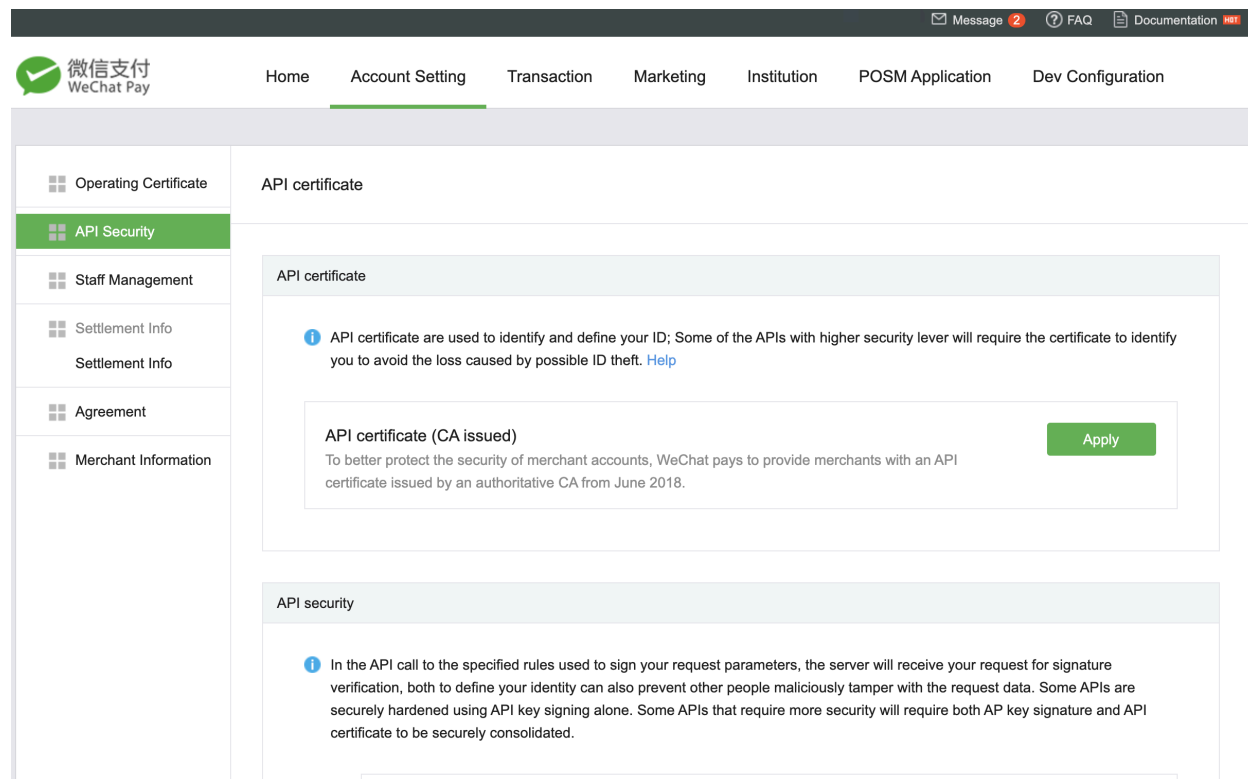 Message 2 FAQ Documentation HOT
微信支付
WeChat Pay
Home Account Setting Transaction Marketing Institution POSM Application Dev Configuration
Operating Certificate
API Security
Staff Management
Settlement Info
Settlement Info
Agreement
Merchant Information
API certificate
API certificate
API certificate are used to identify and define your ID; Some of the APIs with higher security lever will require the certificate to identify
you to avoid the loss caused by possible ID theft. Help
API certificate (CA issued)
To better protect the security of merchant accounts, WeChat pays to provide merchants with an API
certificate issued by an authoritative CA from June 2018.
Apply
API security
In the API call to the specified rules used to sign your request parameters, the server will receive your request for signature
verification, both to define your identity can also prevent other people maliciously tamper with the request data. Some APIs are
securely hardened using API key signing alone. Some APIs that require more security will require both AP key signature and API
certificate to be securely consolidated.